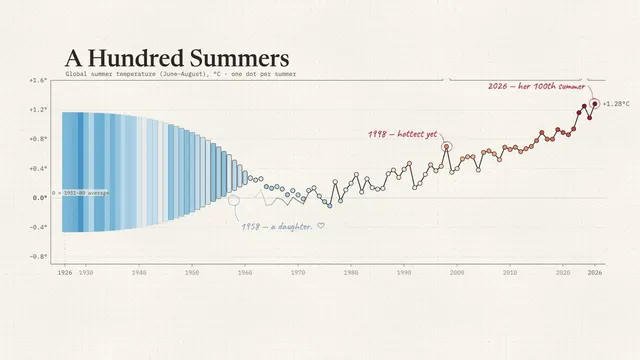 A Hundred Summers
Global summer temperature (June–August), °C · one dot per summer
+1.6°
2026 — her 100th summer
+1.28°C
+1.2°
1998 — hottest yet
+0.8°
+0.4°
0 = 1951–80 average
0.0°
1958 — a daughter. ♡
−0.4°
−0.8°
1926 1930 1940 1950 1960 1970 1980 1990 2000 2010 2020 2026